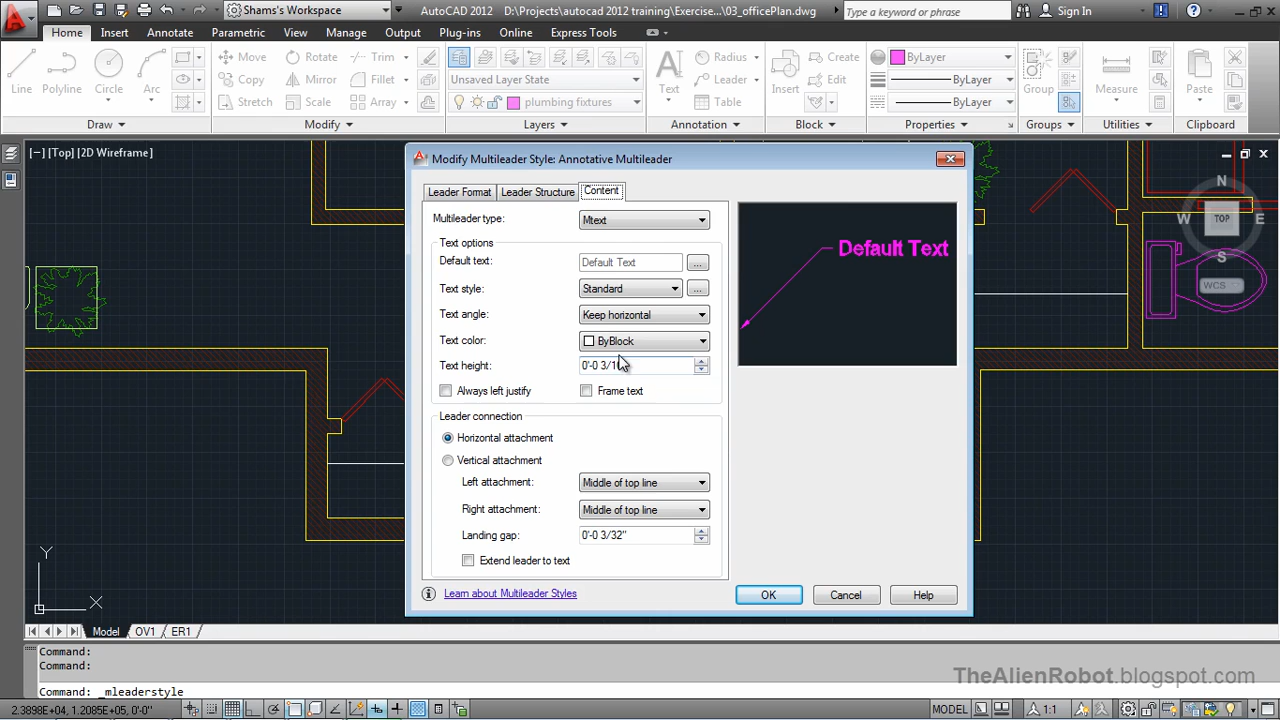 Shams's Workspace
AutoCAD 2012 D:\Projects\autocad 2012 training\Exercise...\03_officePlan.dwg
Type a keyword or phrase
Sign In
Home Insert Annotate Parametric View Manage Output Plug-ins Online Express Tools
Line Polyline Circle Arc
Move Rotate Trim
Copy Mirror Fillet
Stretch Scale Array
Unsaved Layer State
plumbing fixtures
Text Radius
Leader
Table
Insert Create
Edit
ByLayer
ByLayer
ByLayer
Group Measure Paste
Draw Modify Layers Annotation Block Properties Groups Utilities Clipboard
[−] [Top] [2D Wireframe]
N
W TOP E
S
WCS
Modify Multileader Style: Annotative Multileader
Leader Format Leader Structure Content
Multileader type: Mtext
Text options
Default text: Default Text ...
Text style: Standard ...
Text angle: Keep horizontal
Text color: ByBlock
Text height:
Always left justify Frame text
Leader connection
Horizontal attachment
Vertical attachment
Left attachment: Middle of top line
Right attachment: Middle of top line
Landing gap: 0'-0 3/32"
Extend leader to text
Learn about Multileader Styles
Default Text
OK Cancel Help
Y
X
Model OV1 ER1
Command:
Command:
Command: _mleaderstyle
TheAlienRobot.blogspot.com
2.3898E+04, 1.2085E+05, 0'-0"
MODEL 1:1